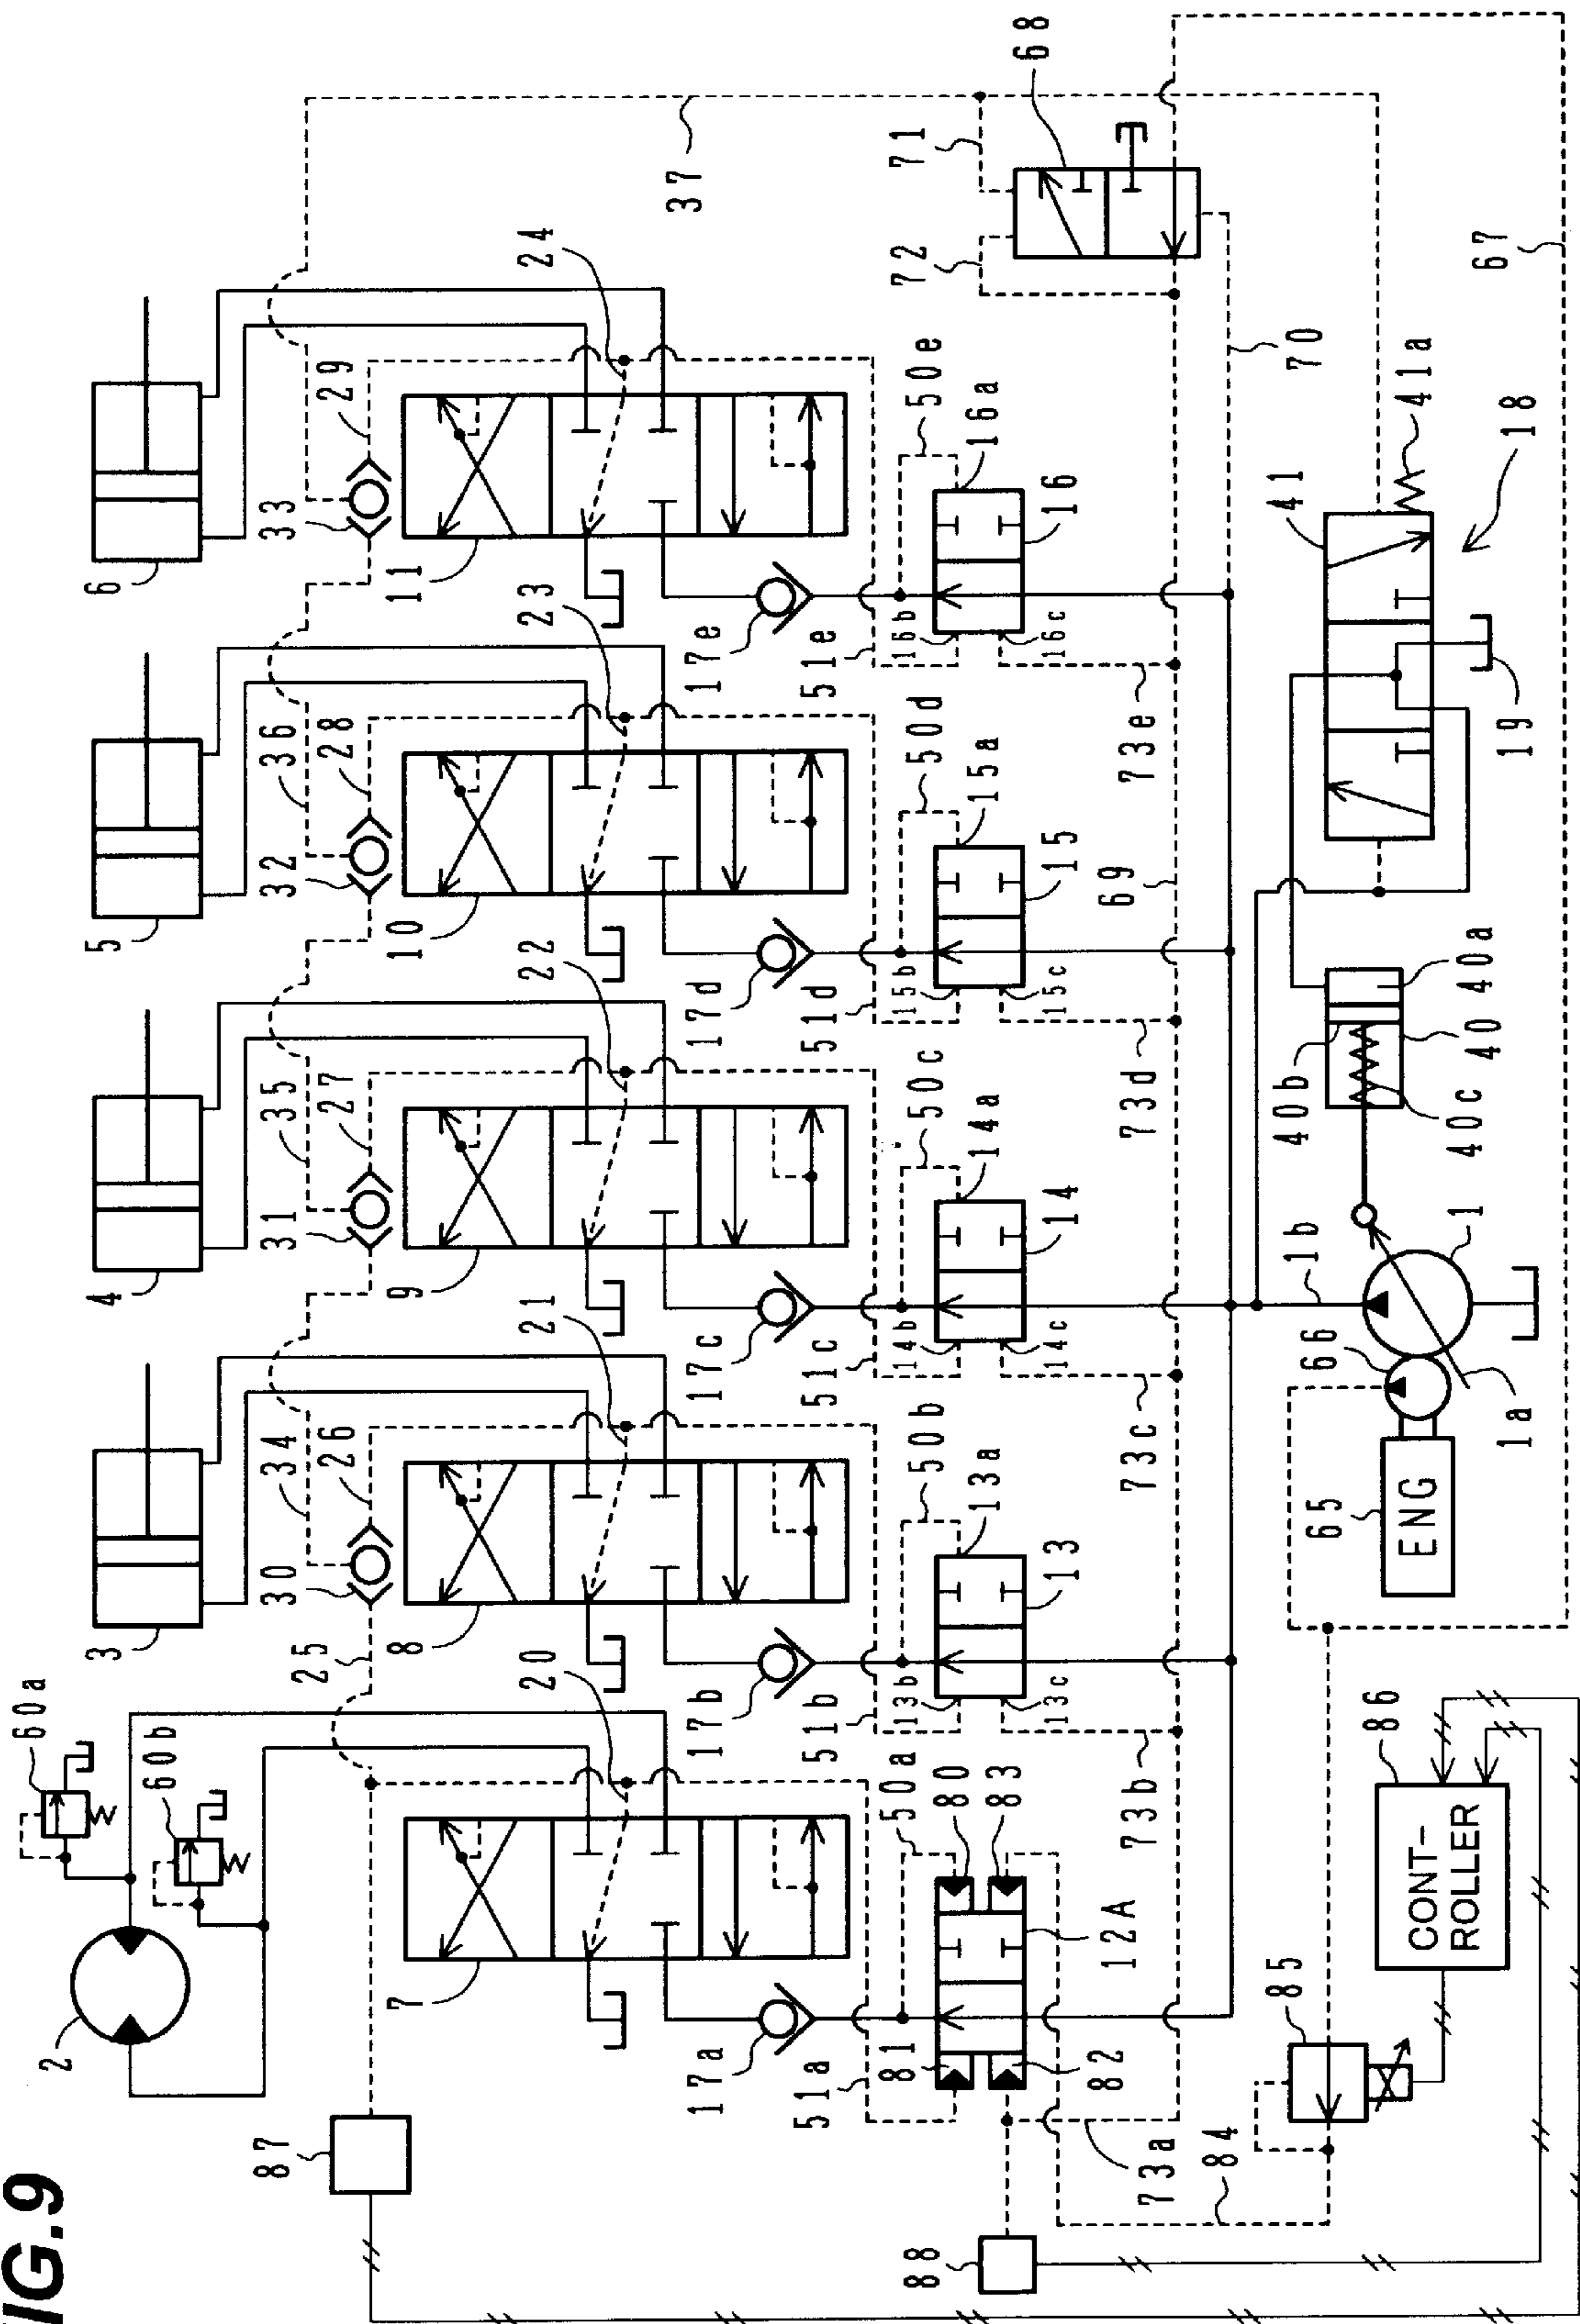 IG.9
60a
60b
2
3
4
5
6
87
25
30
34
26
31
35
27
32
36
28
33
29
37
7
8
9
10
11
20
21
22
23
24
17a
17b
17c
17d
17e
51a
51b
51c
51d
51e
50a
50b
50c
50d
50e
81
80
82
83
12A
13a
13b
13c
13
14a
14b
14c
14
15a
15b
15c
15
16a
16b
16c
16
71
72
68
73a
73b
73c
73d
73e
69
70
67
88
84
85
86
CONT-
ROLLER
65
ENG
66
1a
1b
1
40b
40c
40
40a
41
41a
18
19